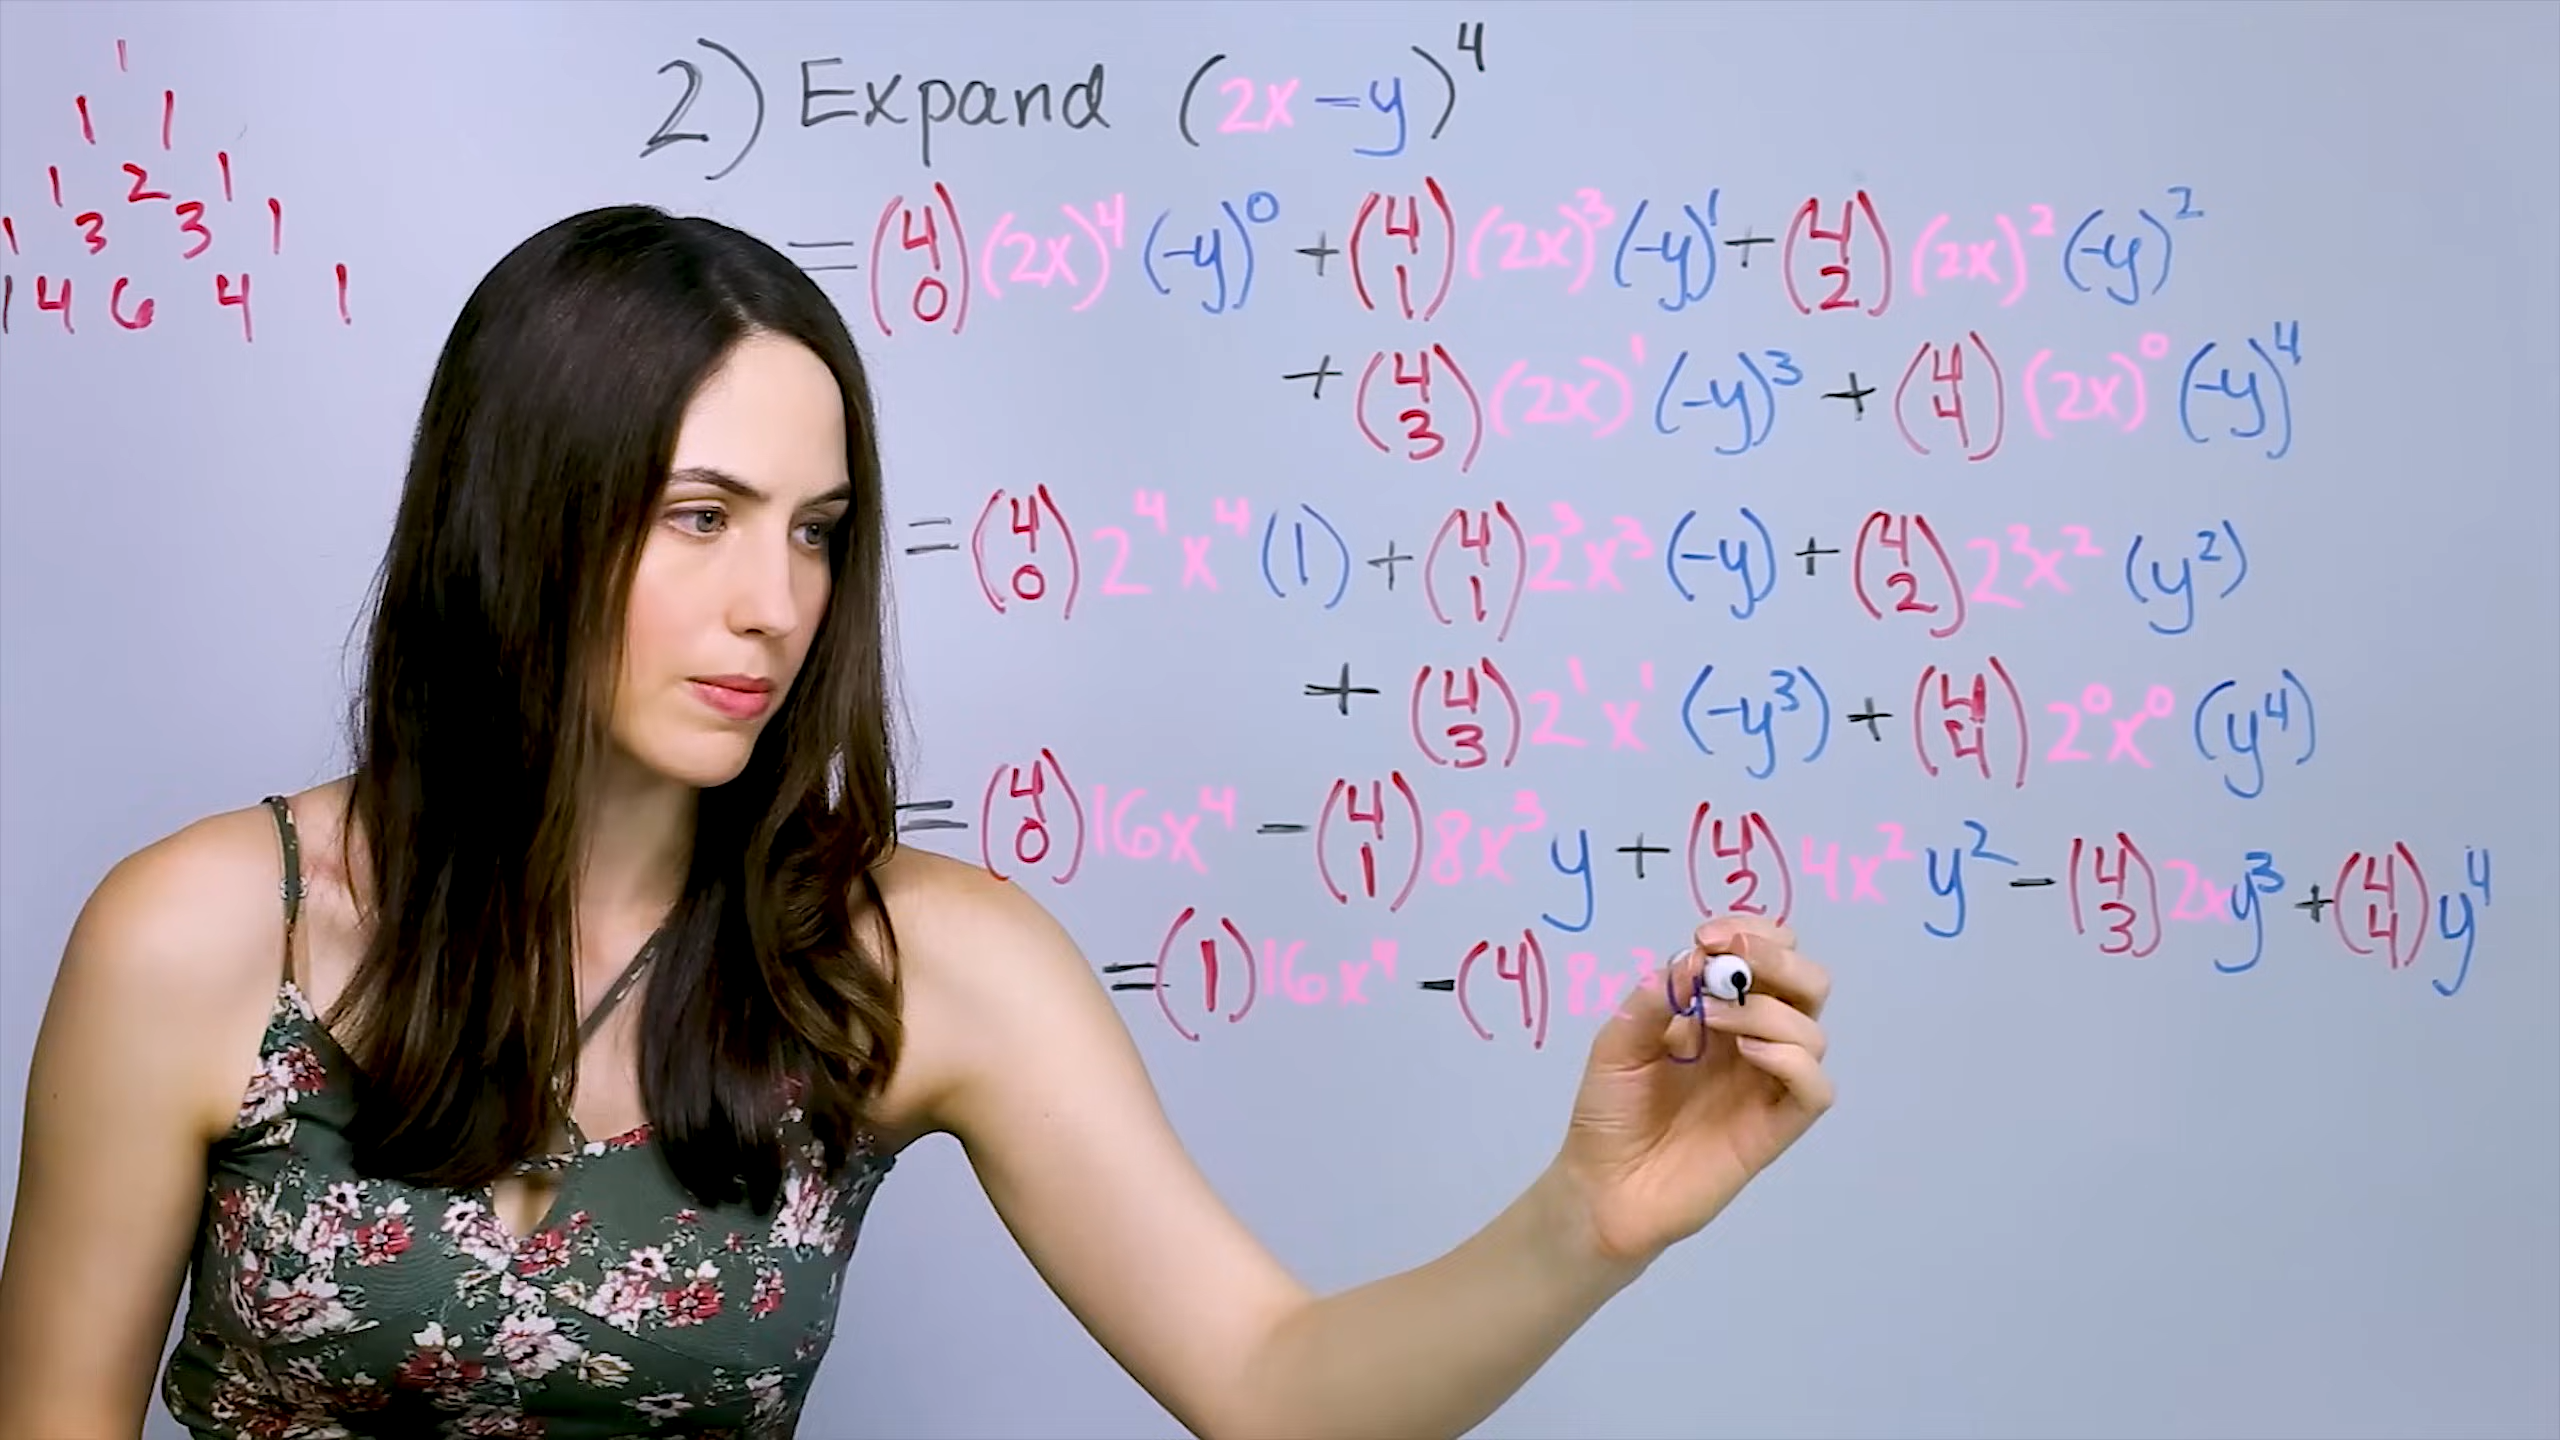 1
1 1
1 2 1
1 3 3 1
1 4 6 4 1
2) Expand (2x-y)⁴
= (4 0)(2x)⁴(-y)⁰ + (4 1)(2x)³(-y)¹ + (4 2)(2x)²(-y)²
+ (4 3)(2x)¹(-y)³ + (4 4)(2x)⁰(-y)⁴
= (4 0)2⁴x⁴(1) + (4 1)2³x³(-y) + (4 2)2²x²(y²)
+ (4 3)2¹x¹(-y³) + (4 4)2⁰x⁰(y⁴)
= (4 0)16x⁴ - (4 1)8x³y + (4 2)4x²y² - (4 3)2xy³ + (4 4)y⁴
= (1)16x⁴ - (4)8x³y